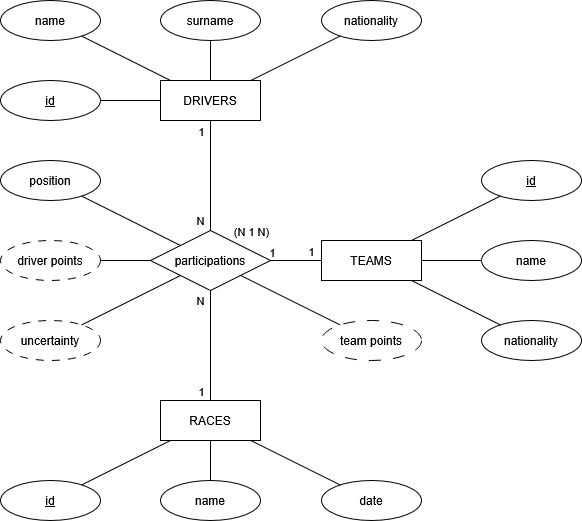 name
surname
nationality
id
DRIVERS
1
position
id
N
(N 1 N)
driver points
participations
1
1
TEAMS
name
N
uncertainty
team points
nationality
1
RACES
id
name
date